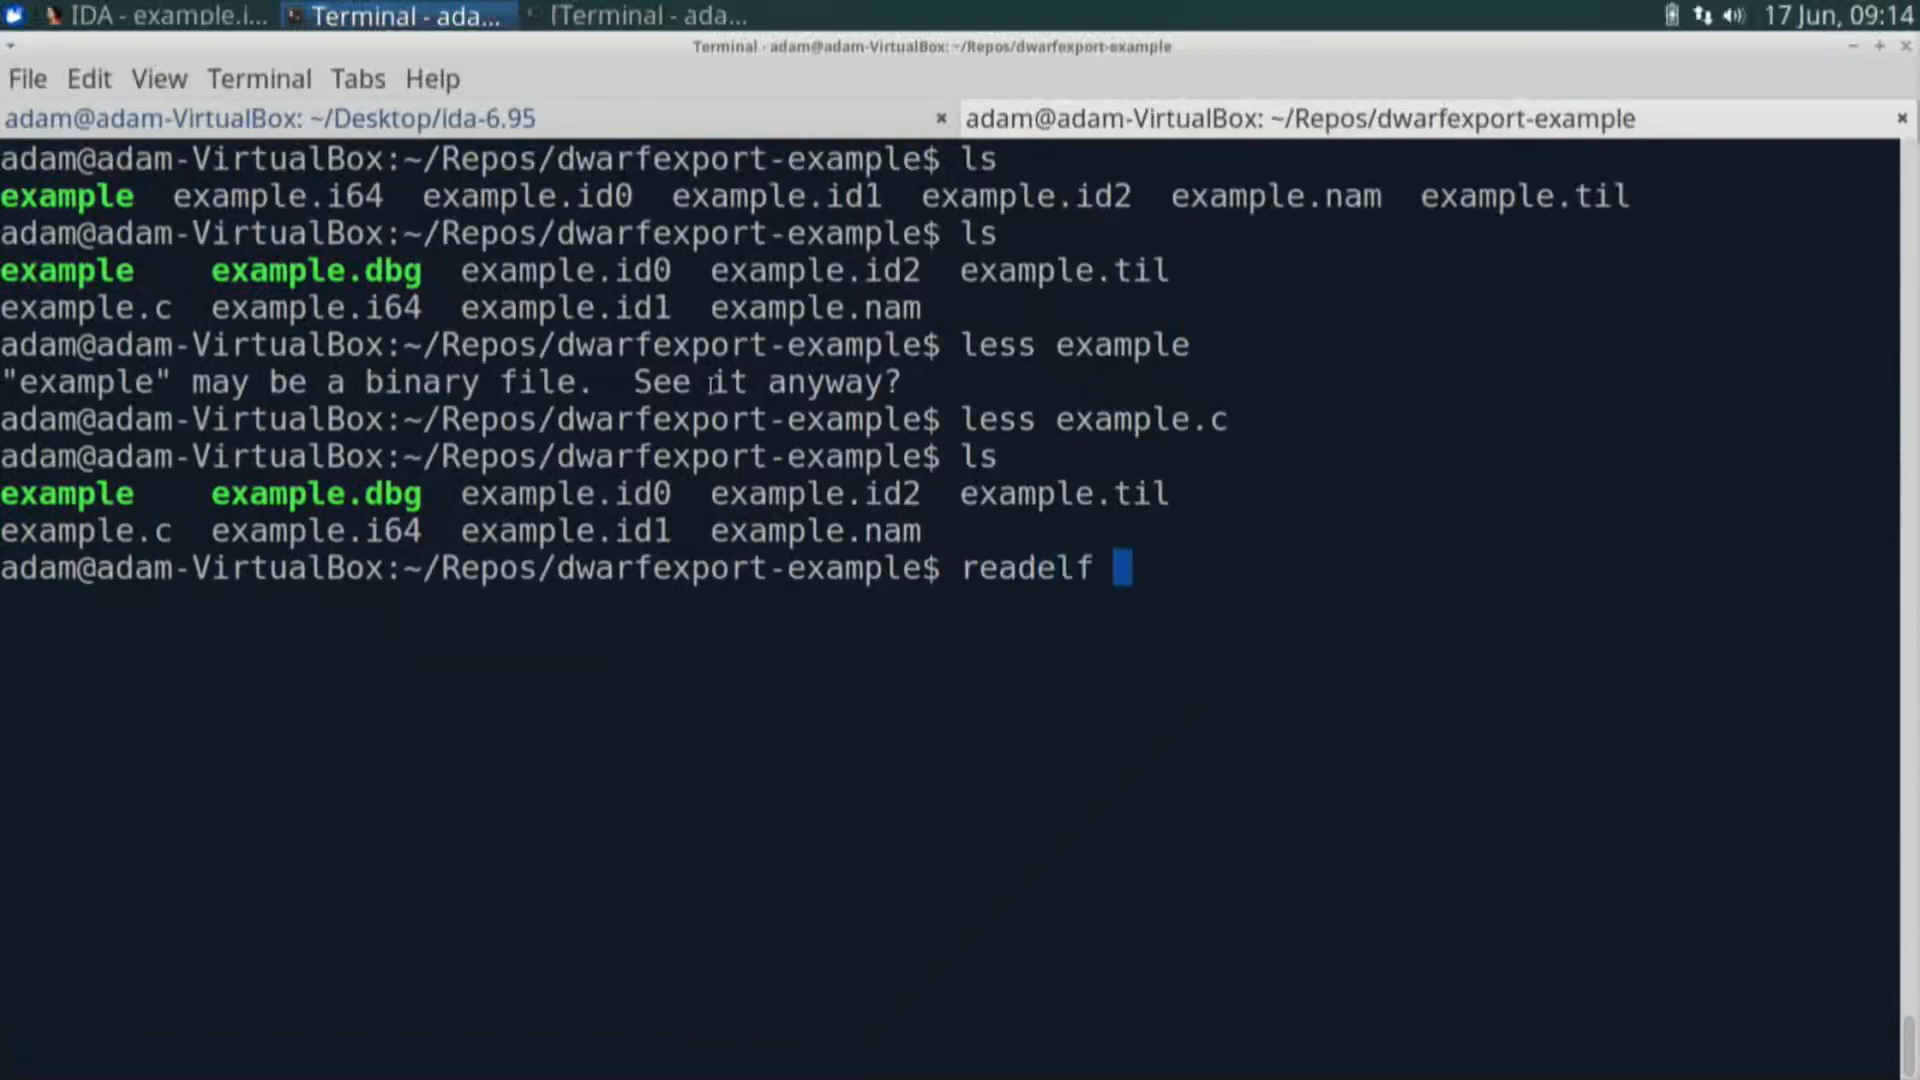 IDA - example.i... Terminal - ada... [Terminal - ada... 17 Jun, 09:14
Terminal - adam@adam-VirtualBox: ~/Repos/dwarfexport-example
File Edit View Terminal Tabs Help
adam@adam-VirtualBox: ~/Desktop/ida-6.95 adam@adam-VirtualBox: ~/Repos/dwarfexport-example
adam@adam-VirtualBox:~/Repos/dwarfexport-example$ ls
example example.i64 example.id0 example.id1 example.id2 example.nam example.til
adam@adam-VirtualBox:~/Repos/dwarfexport-example$ ls
example example.dbg example.id0 example.id2 example.til
example.c example.i64 example.id1 example.nam
adam@adam-VirtualBox:~/Repos/dwarfexport-example$ less example
"example" may be a binary file.  See it anyway?
adam@adam-VirtualBox:~/Repos/dwarfexport-example$ less example.c
adam@adam-VirtualBox:~/Repos/dwarfexport-example$ ls
example example.dbg example.id0 example.id2 example.til
example.c example.i64 example.id1 example.nam
adam@adam-VirtualBox:~/Repos/dwarfexport-example$ readelf